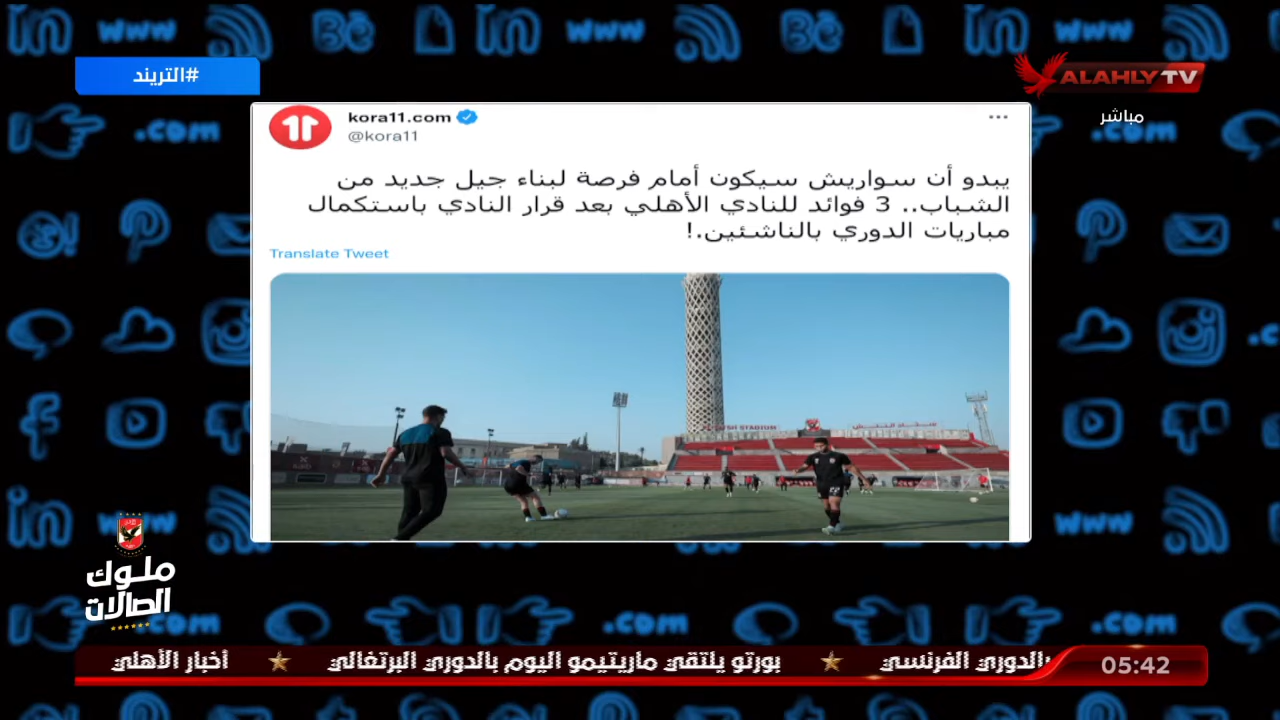 #التريند
ALAHLY TV
مباشر
kora11.com
@kora11
يبدو أن سواريش سيكون أمام فرصة لبناء جيل جديد من
الشباب.. 3 فوائد للنادي الأهلي بعد قرار النادي باستكمال
مباريات الدوري بالناشئين.!
Translate Tweet
ملوك
الصالات
بالدوري الفرنسي ★ بورتو يلتقي ماريتيمو اليوم بالدوري البرتغالي ★ أخبار الأهلي
05:42